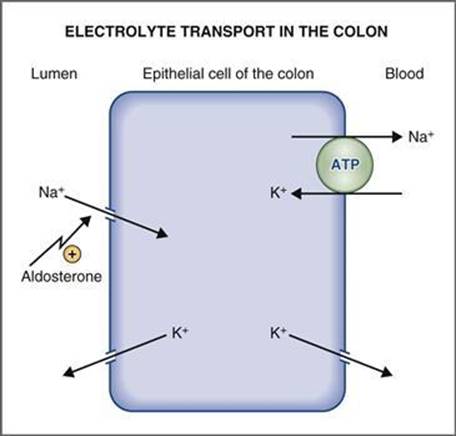 ELECTROLYTE TRANSPORT IN THE COLON
Lumen Epithelial cell of the colon Blood
Na⁺
ATP
K⁺
Na⁺
+
Aldosterone
K⁺ K⁺